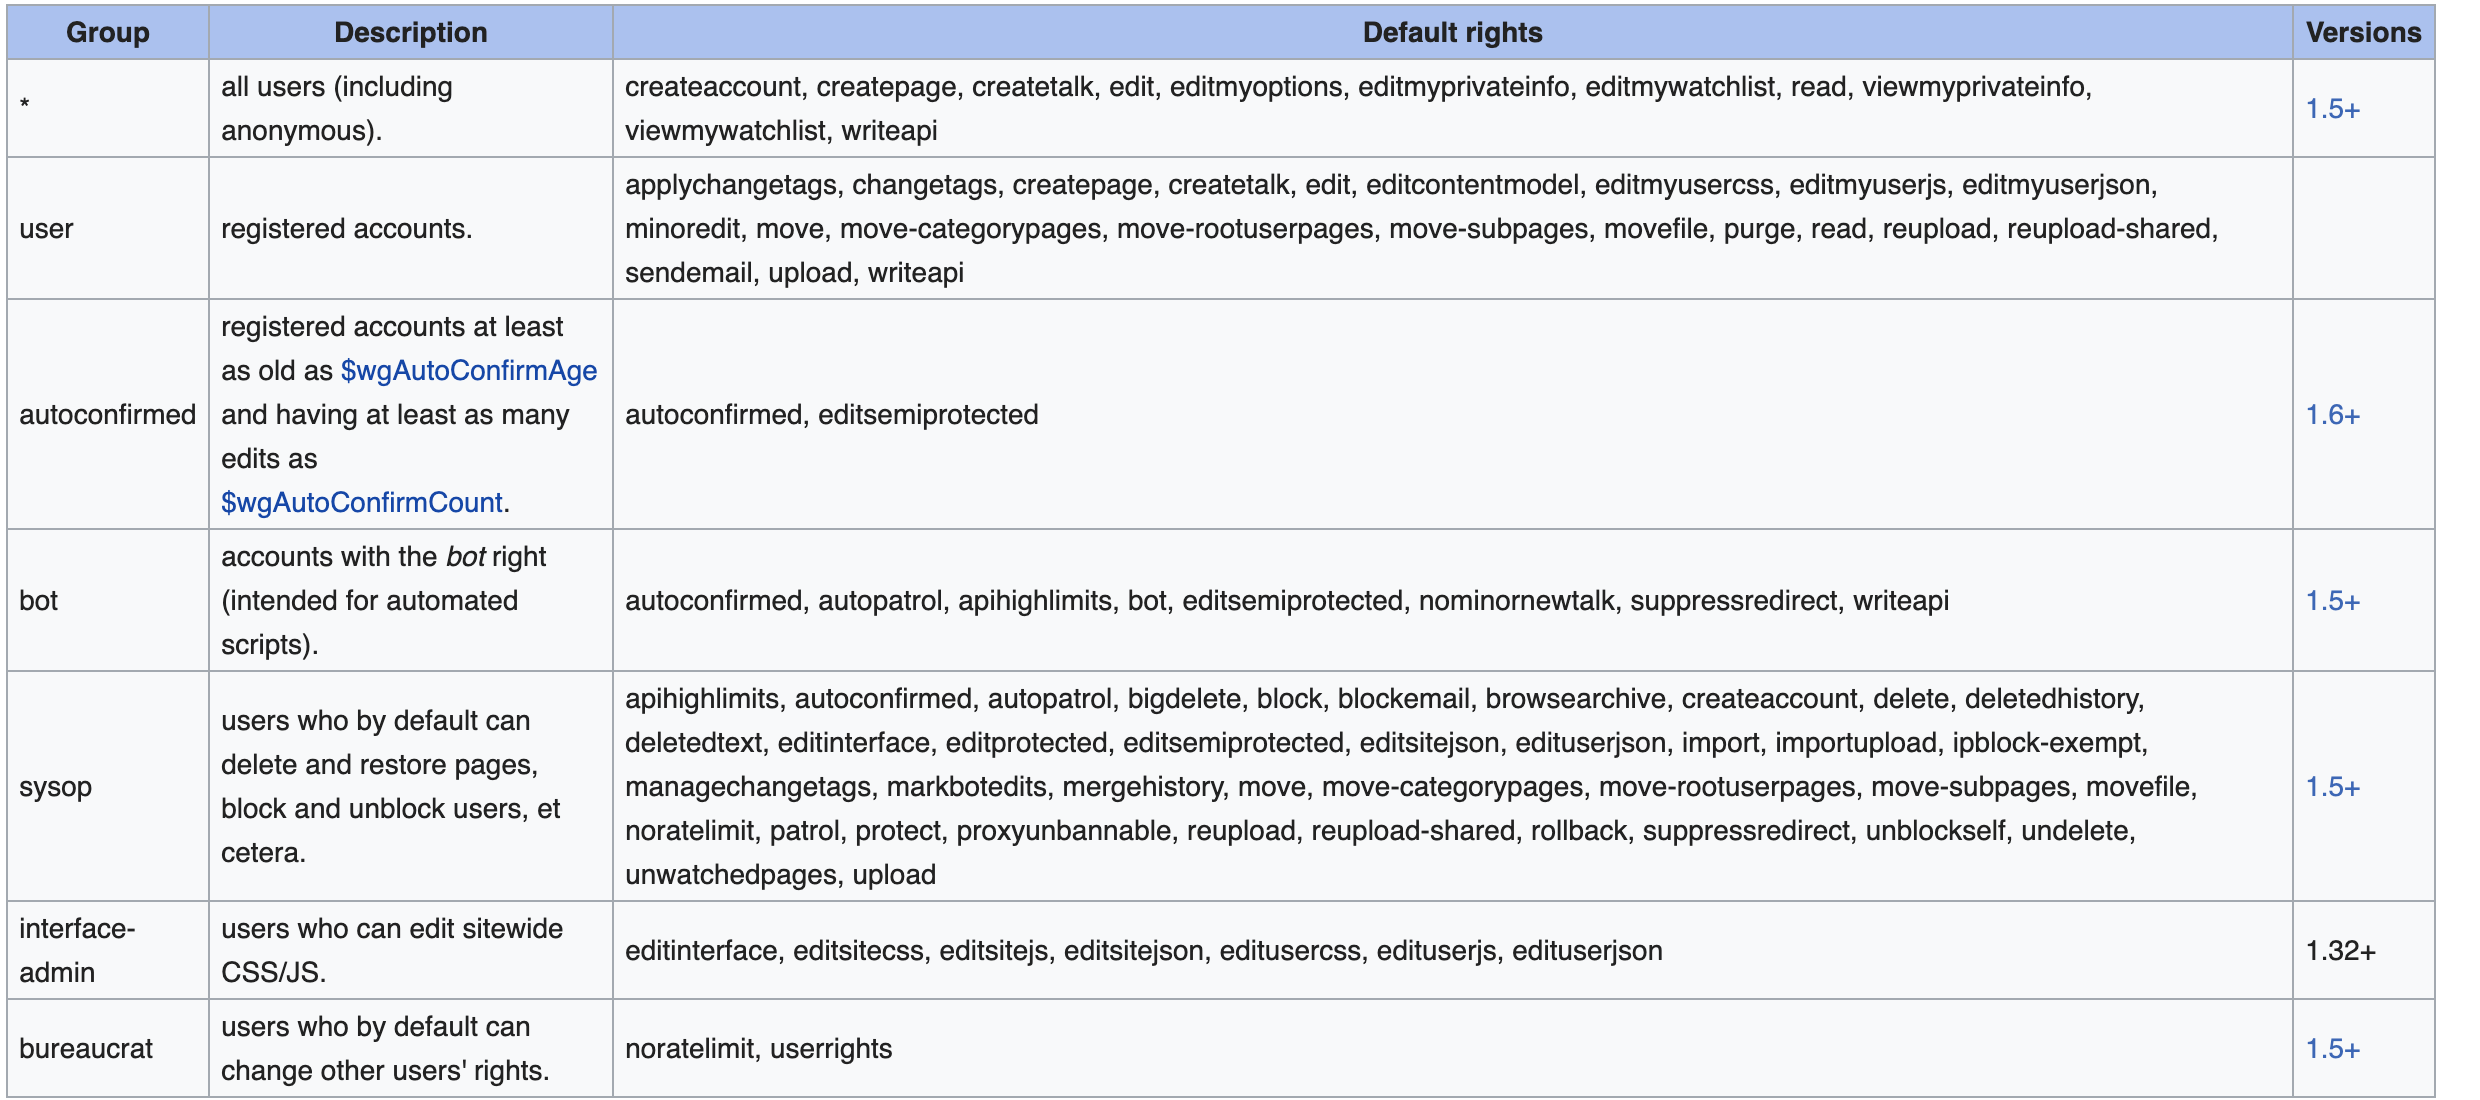 Group Description Default rights Versions
* all users (including anonymous). createaccount, createpage, createtalk, edit, editmyoptions, editmyprivateinfo, editmywatchlist, read, viewmyprivateinfo,
viewmywatchlist, writeapi 1.5+
user registered accounts. applychangetags, changetags, createpage, createtalk, edit, editcontentmodel, editmyusercss, editmyuserjs, editmyuserjson,
minoredit, move, move-categorypages, move-rootuserpages, move-subpages, movefile, purge, read, reupload, reupload-shared,
sendemail, upload, writeapi
autoconfirmed
registered accounts at least
as old as $wgAutoConfirmAge
and having at least as many
edits as
$wgAutoConfirmCount.
autoconfirmed, editsemiprotected
1.6+
bot
accounts with the bot right
(intended for automated
scripts).
autoconfirmed, autopatrol, apihighlimits, bot, editsemiprotected, nominornewtalk, suppressredirect, writeapi
1.5+
sysop
users who by default can
delete and restore pages,
block and unblock users, et
cetera.
apihighlimits, autoconfirmed, autopatrol, bigdelete, block, blockemail, browsearchive, createaccount, delete, deletedhistory,
deletedtext, editinterface, editprotected, editsemiprotected, editsitejson, edituserjson, import, importupload, ipblock-exempt,
managechangetags, markbotedits, mergehistory, move, move-categorypages, move-rootuserpages, move-subpages, movefile,
noratelimit, patrol, protect, proxyunbannable, reupload, reupload-shared, rollback, suppressredirect, unblockself, undelete,
unwatchedpages, upload
1.5+
interface-
admin
users who can edit sitewide
CSS/JS.
editinterface, editsitecss, editsitejs, editsitejson, editusercss, edituserjs, edituserjson
1.32+
bureaucrat
users who by default can
change other users' rights.
noratelimit, userrights
1.5+